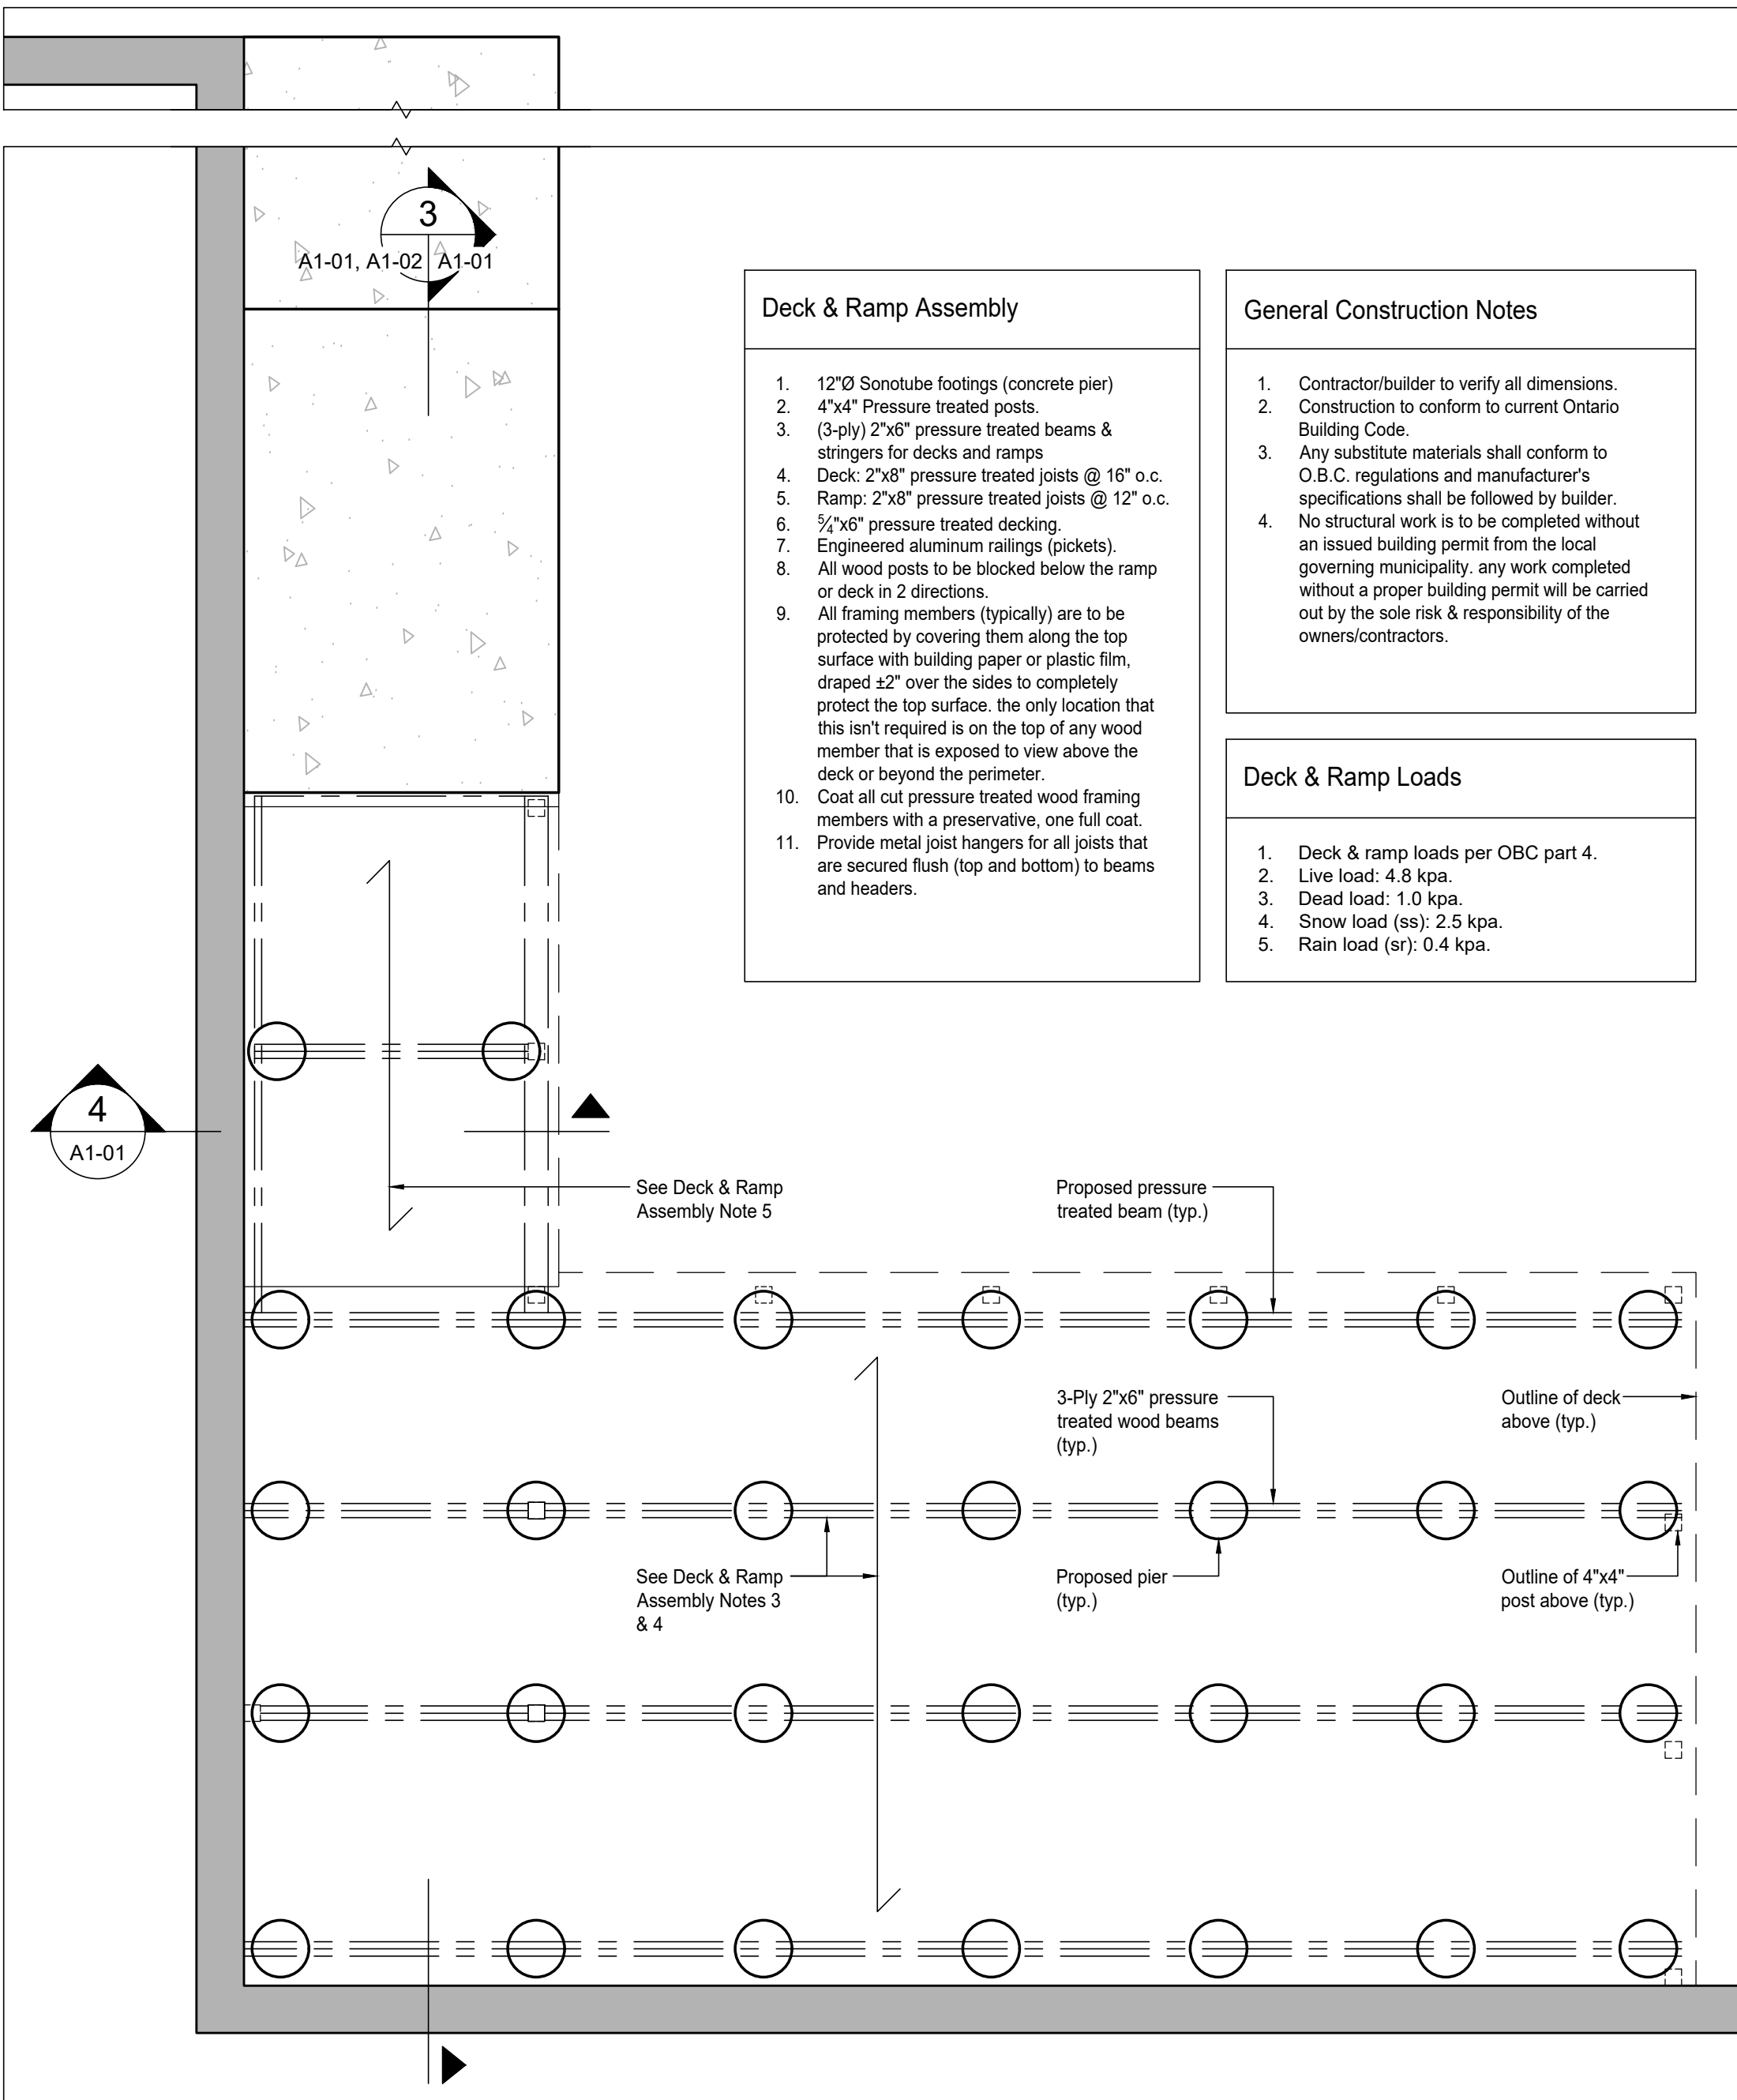 3
A1-01, A1-02 A1-01
Deck & Ramp Assembly
1. 12"Ø Sonotube footings (concrete pier)
2. 4"x4" Pressure treated posts.
3. (3-ply) 2"x6" pressure treated beams &
stringers for decks and ramps
4. Deck: 2"x8" pressure treated joists @ 16" o.c.
5. Ramp: 2"x8" pressure treated joists @ 12" o.c.
6. 5⁄4"x6" pressure treated decking.
7. Engineered aluminum railings (pickets).
8. All wood posts to be blocked below the ramp
or deck in 2 directions.
9. All framing members (typically) are to be
protected by covering them along the top
surface with building paper or plastic film,
draped ±2" over the sides to completely
protect the top surface. the only location that
this isn't required is on the top of any wood
member that is exposed to view above the
deck or beyond the perimeter.
10. Coat all cut pressure treated wood framing
members with a preservative, one full coat.
11. Provide metal joist hangers for all joists that
are secured flush (top and bottom) to beams
and headers.
General Construction Notes
1. Contractor/builder to verify all dimensions.
2. Construction to conform to current Ontario
Building Code.
3. Any substitute materials shall conform to
O.B.C. regulations and manufacturer's
specifications shall be followed by builder.
4. No structural work is to be completed without
an issued building permit from the local
governing municipality. any work completed
without a proper building permit will be carried
out by the sole risk & responsibility of the
owners/contractors.
Deck & Ramp Loads
1. Deck & ramp loads per OBC part 4.
2. Live load: 4.8 kpa.
3. Dead load: 1.0 kpa.
4. Snow load (ss): 2.5 kpa.
5. Rain load (sr): 0.4 kpa.
4
A1-01
See Deck & Ramp
Assembly Note 5
Proposed pressure
treated beam (typ.)
3-Ply 2"x6" pressure
treated wood beams
(typ.)
Outline of deck
above (typ.)
See Deck & Ramp
Assembly Notes 3
& 4
Proposed pier
(typ.)
Outline of 4"x4"
post above (typ.)